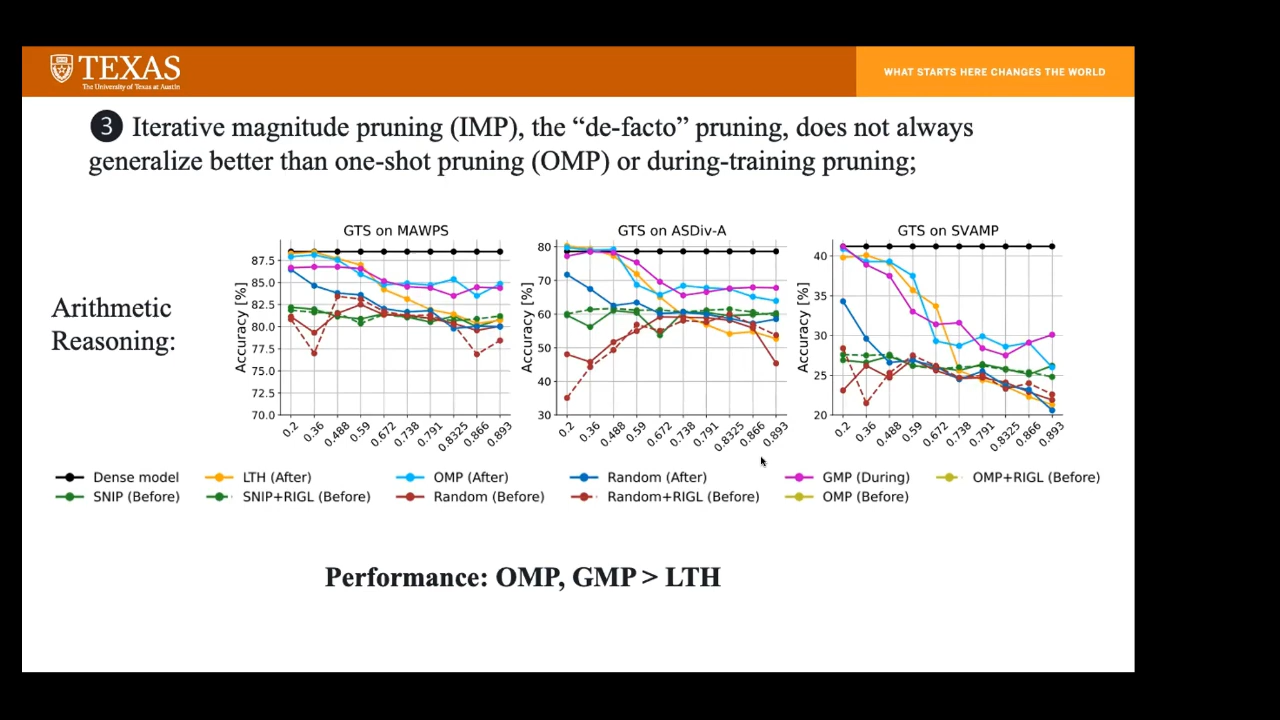 TEXAS
The University of Texas at Austin
WHAT STARTS HERE CHANGES THE WORLD
3 Iterative magnitude pruning (IMP), the “de-facto” pruning, does not always
generalize better than one-shot pruning (OMP) or during-training pruning;
Arithmetic
Reasoning:
GTS on MAWPS
Accuracy [%]
87.5
85.0
82.5
80.0
77.5
75.0
72.5
70.0
0.2 0.36 0.488 0.59 0.672 0.738 0.791 0.8325 0.866 0.893
GTS on ASDiv-A
Accuracy [%]
80
70
60
50
40
30
0.2 0.36 0.488 0.59 0.672 0.738 0.791 0.8325 0.866 0.893
GTS on SVAMP
Accuracy [%]
40
35
30
25
20
0.2 0.36 0.488 0.59 0.672 0.738 0.791 0.8325 0.866 0.893
Dense model LTH (After) OMP (After) Random (After) GMP (During) OMP+RIGL (Before)
SNIP (Before) SNIP+RIGL (Before) Random (Before) Random+RIGL (Before) OMP (Before)
Performance: OMP, GMP > LTH